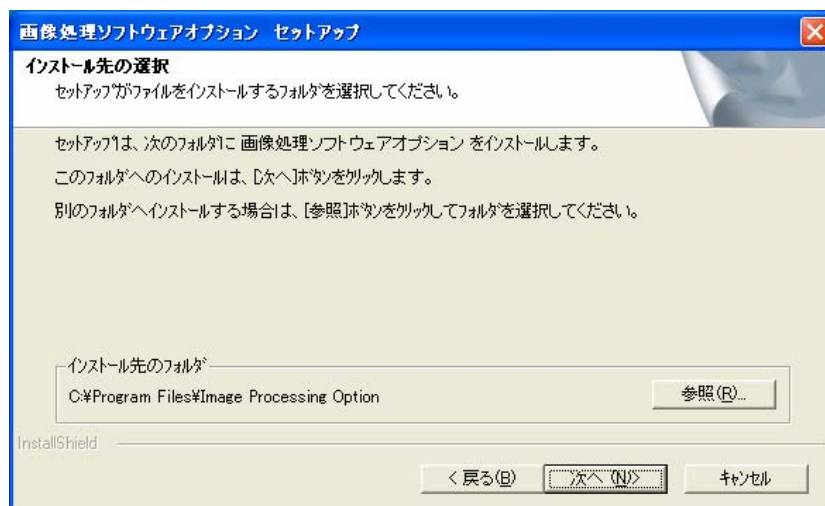 画像処理ソフトウェアオプション セットアップ
インストール先の選択
セットアップがファイルをインストールするフォルダを選択してください。
セットアップは、次のフォルダに 画像処理ソフトウェアオプション をインストールします。
このフォルダへのインストールは、[次へ]ボタンをクリックします。
別のフォルダへインストールする場合は、[参照]ボタンをクリックしてフォルダを選択してください。
インストール先のフォルダ
C:¥Program Files¥Image Processing Option
参照(R)...
InstallShield
< 戻る(B)
次へ (N)>
キャンセル